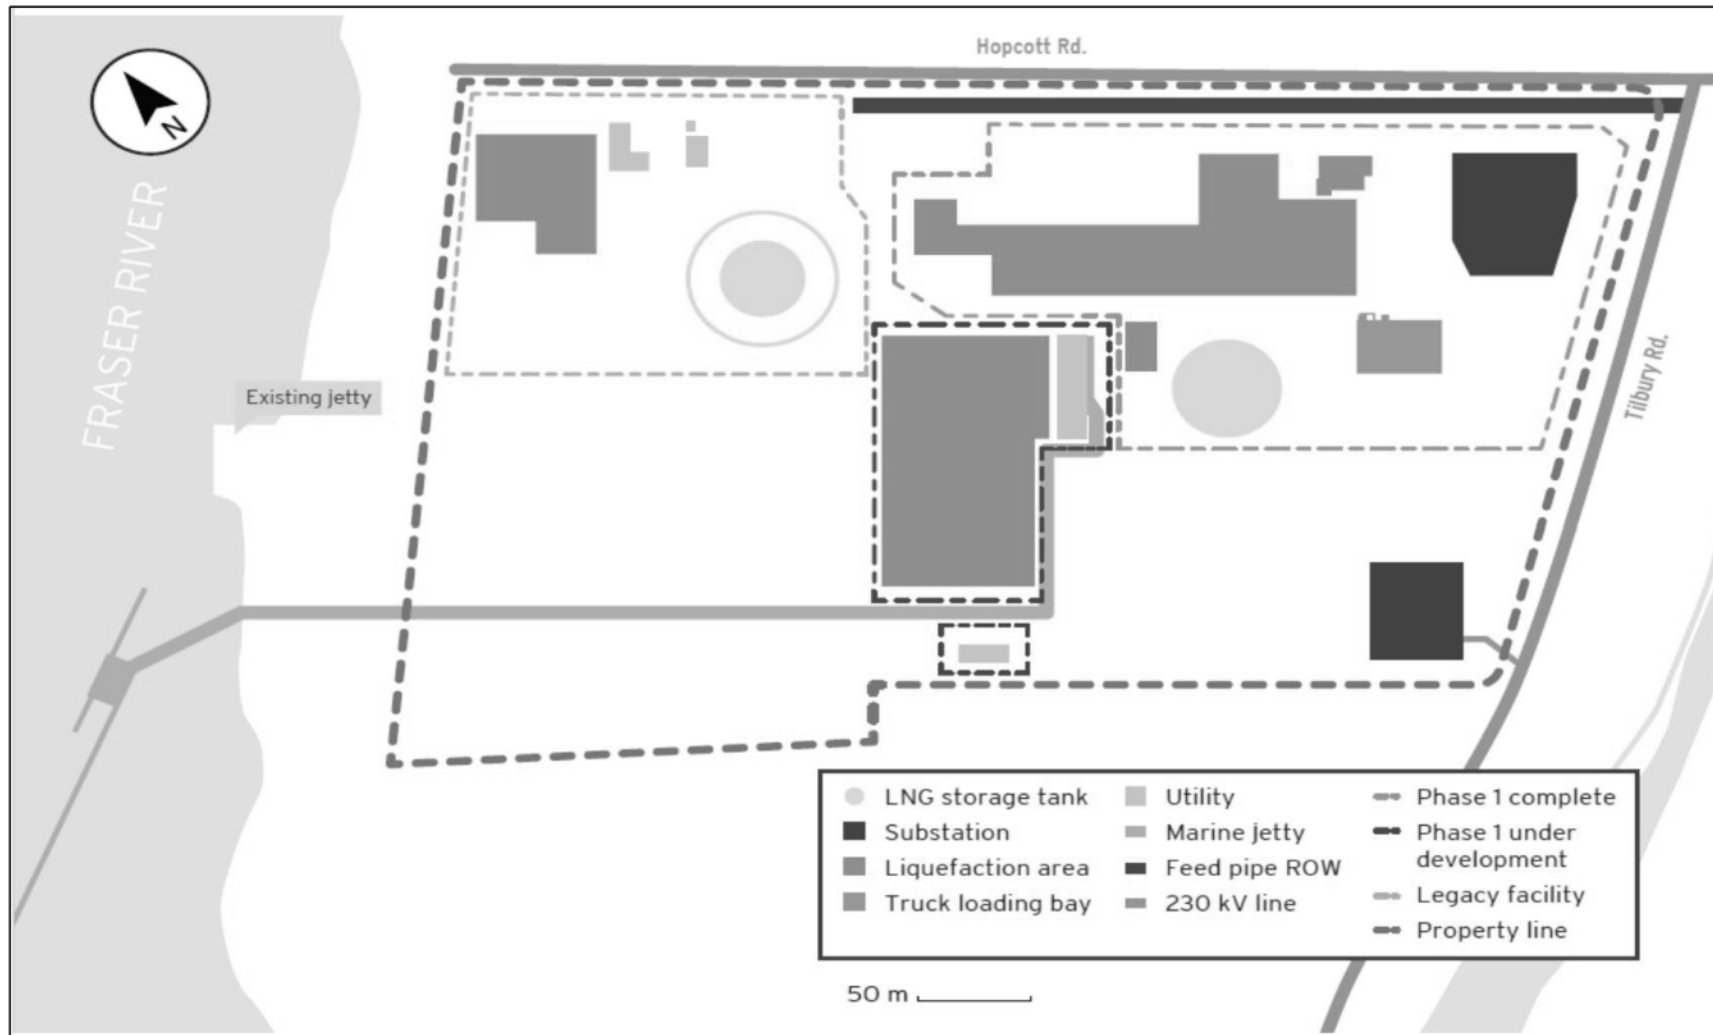 Hopcott Rd.
N
FRASER RIVER
Existing jetty
Tilbury Rd.
LNG storage tank
Substation
Liquefaction area
Truck loading bay
Utility
Marine jetty
Feed pipe ROW
230 kV line
Phase 1 complete
Phase 1 under
development
Legacy facility
Property line
50 m